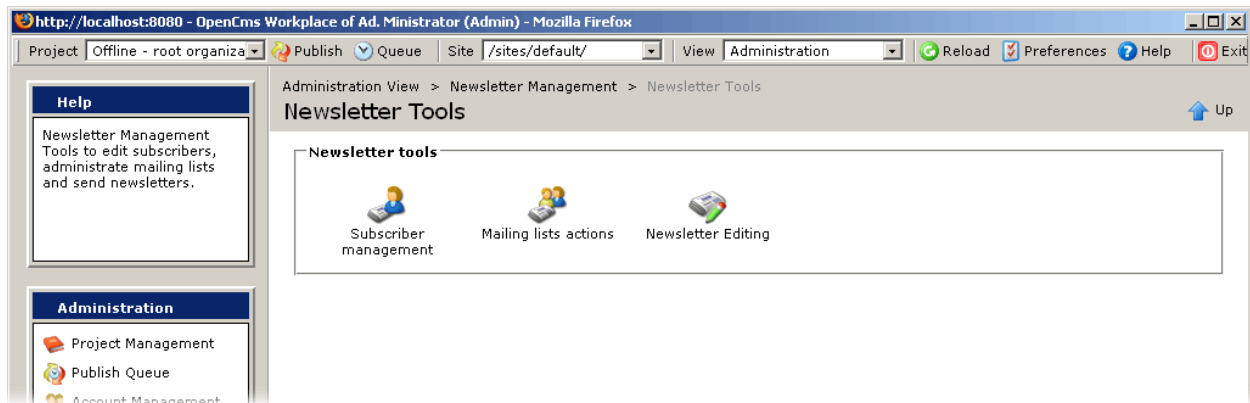 http://localhost:8080 - OpenCms Workplace of Ad. Ministrator (Admin) - Mozilla Firefox
Project Offline - root organiza Publish Queue Site /sites/default/ View Administration Reload Preferences Help Exit
Help
Newsletter Management
Tools to edit subscribers,
administrate mailing lists
and send newsletters.
Administration
Project Management
Publish Queue
Account Management
Administration View > Newsletter Management > Newsletter Tools
Newsletter Tools
Up
Newsletter tools
Subscriber
management
Mailing lists actions
Newsletter Editing